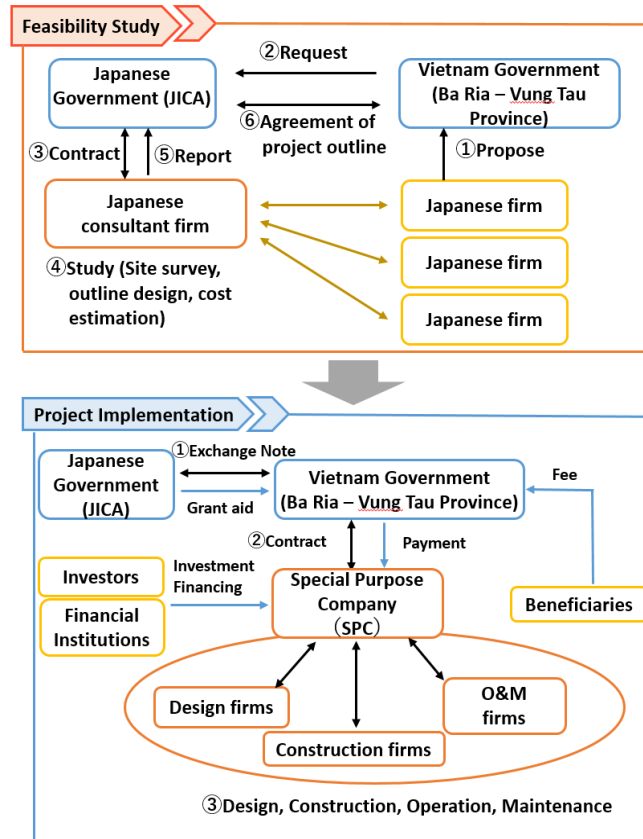 Feasibility Study
②Request
Japanese
Government (JICA)
Vietnam Government
(Ba Ria – Vung Tau
Province)
⑥Agreement of
project outline
③Contract
⑤Report
①Propose
Japanese
consultant firm
Japanese firm
Japanese firm
Japanese firm
④Study (Site survey,
outline design, cost
estimation)
Project Implementation
①Exchange Note
Japanese
Government
(JICA)
Grant aid
Vietnam Government
(Ba Ria – Vung Tau Province)
Fee
②Contract
Payment
Investors
Financial
Institutions
Investment
Financing
Special Purpose
Company
(SPC)
Beneficiaries
Design firms
Construction firms
O&M
firms
③Design, Construction, Operation, Maintenance